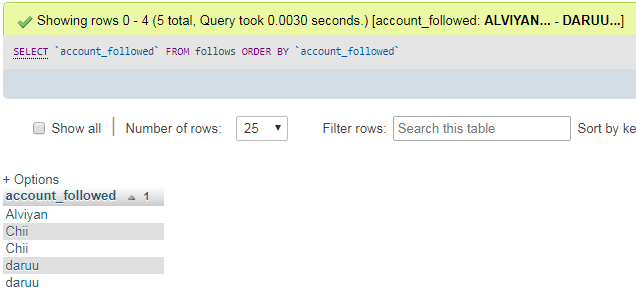 Showing rows 0 - 4 (5 total, Query took 0.0030 seconds.) [account_followed: ALVIYAN... - DARUU...]
SELECT `account_followed` FROM follows ORDER BY `account_followed`
Show all | Number of rows: 25 Filter rows: Search this table Sort by ke
+ Options
account_followed 1
Alviyan
Chii
Chii
daruu
daruu